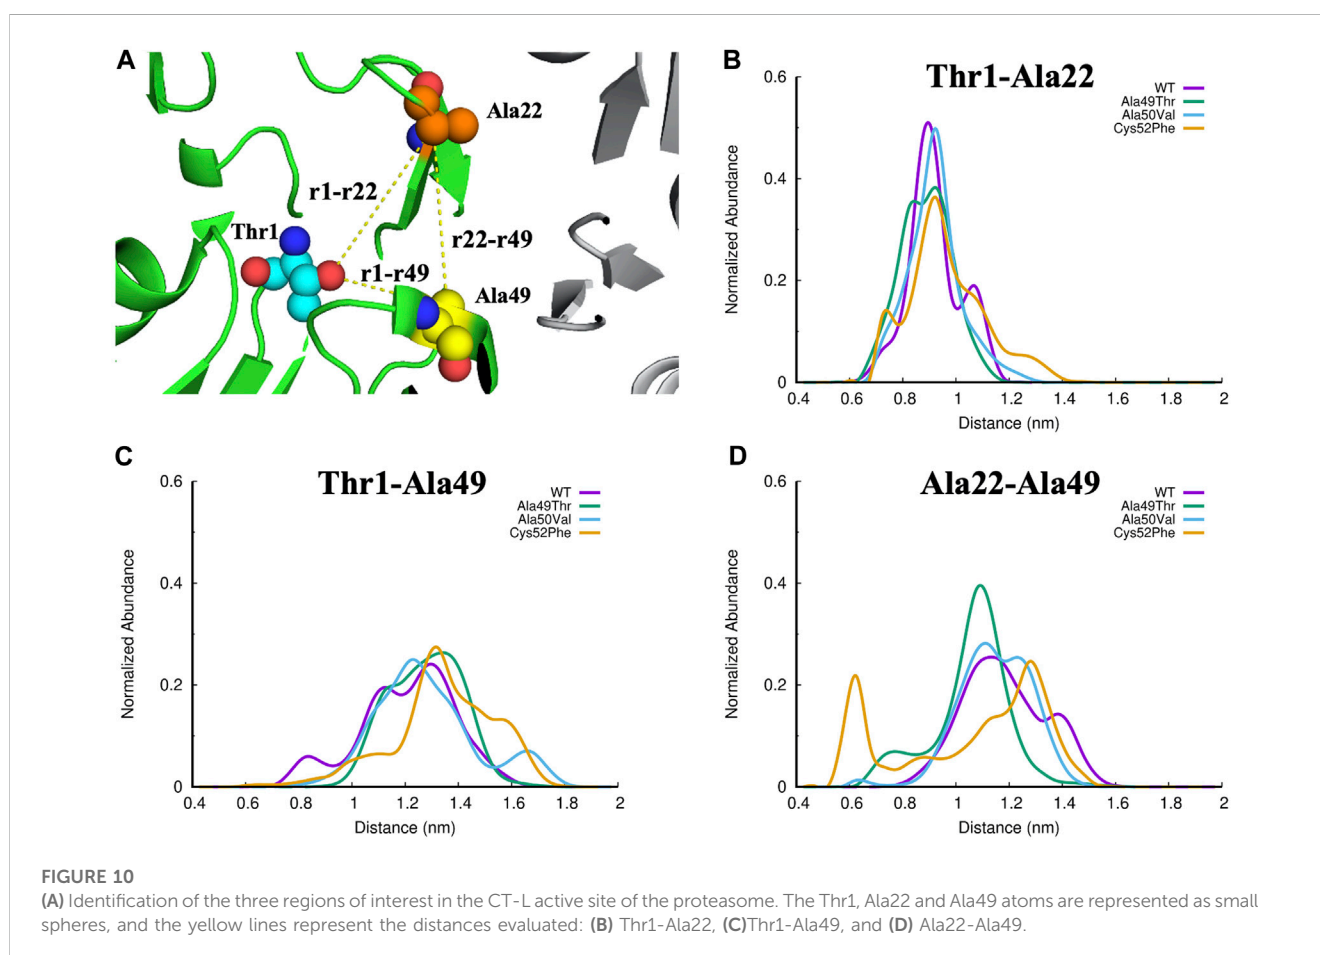 A
Ala22
r1-r22
Thr1
r22-r49
r1-r49
Ala49
B
Thr1-Ala22
WT
Ala49Thr
Ala50Val
Cys52Phe
Normalized Abundance
0.6
0.4
0.2
0
0.4 0.6 0.8 1 1.2 1.4 1.6 1.8 2
Distance (nm)
C
Thr1-Ala49
WT
Ala49Thr
Ala50Val
Cys52Phe
Normalized Abundance
0.6
0.4
0.2
0
0.4 0.6 0.8 1 1.2 1.4 1.6 1.8 2
Distance (nm)
D
Ala22-Ala49
WT
Ala49Thr
Ala50Val
Cys52Phe
Normalized Abundance
0.6
0.4
0.2
0
0.4 0.6 0.8 1 1.2 1.4 1.6 1.8 2
Distance (nm)
FIGURE 10
(A) Identification of the three regions of interest in the CT-L active site of the proteasome. The Thr1, Ala22 and Ala49 atoms are represented as small
spheres, and the yellow lines represent the distances evaluated: (B) Thr1-Ala22, (C)Thr1-Ala49, and (D) Ala22-Ala49.